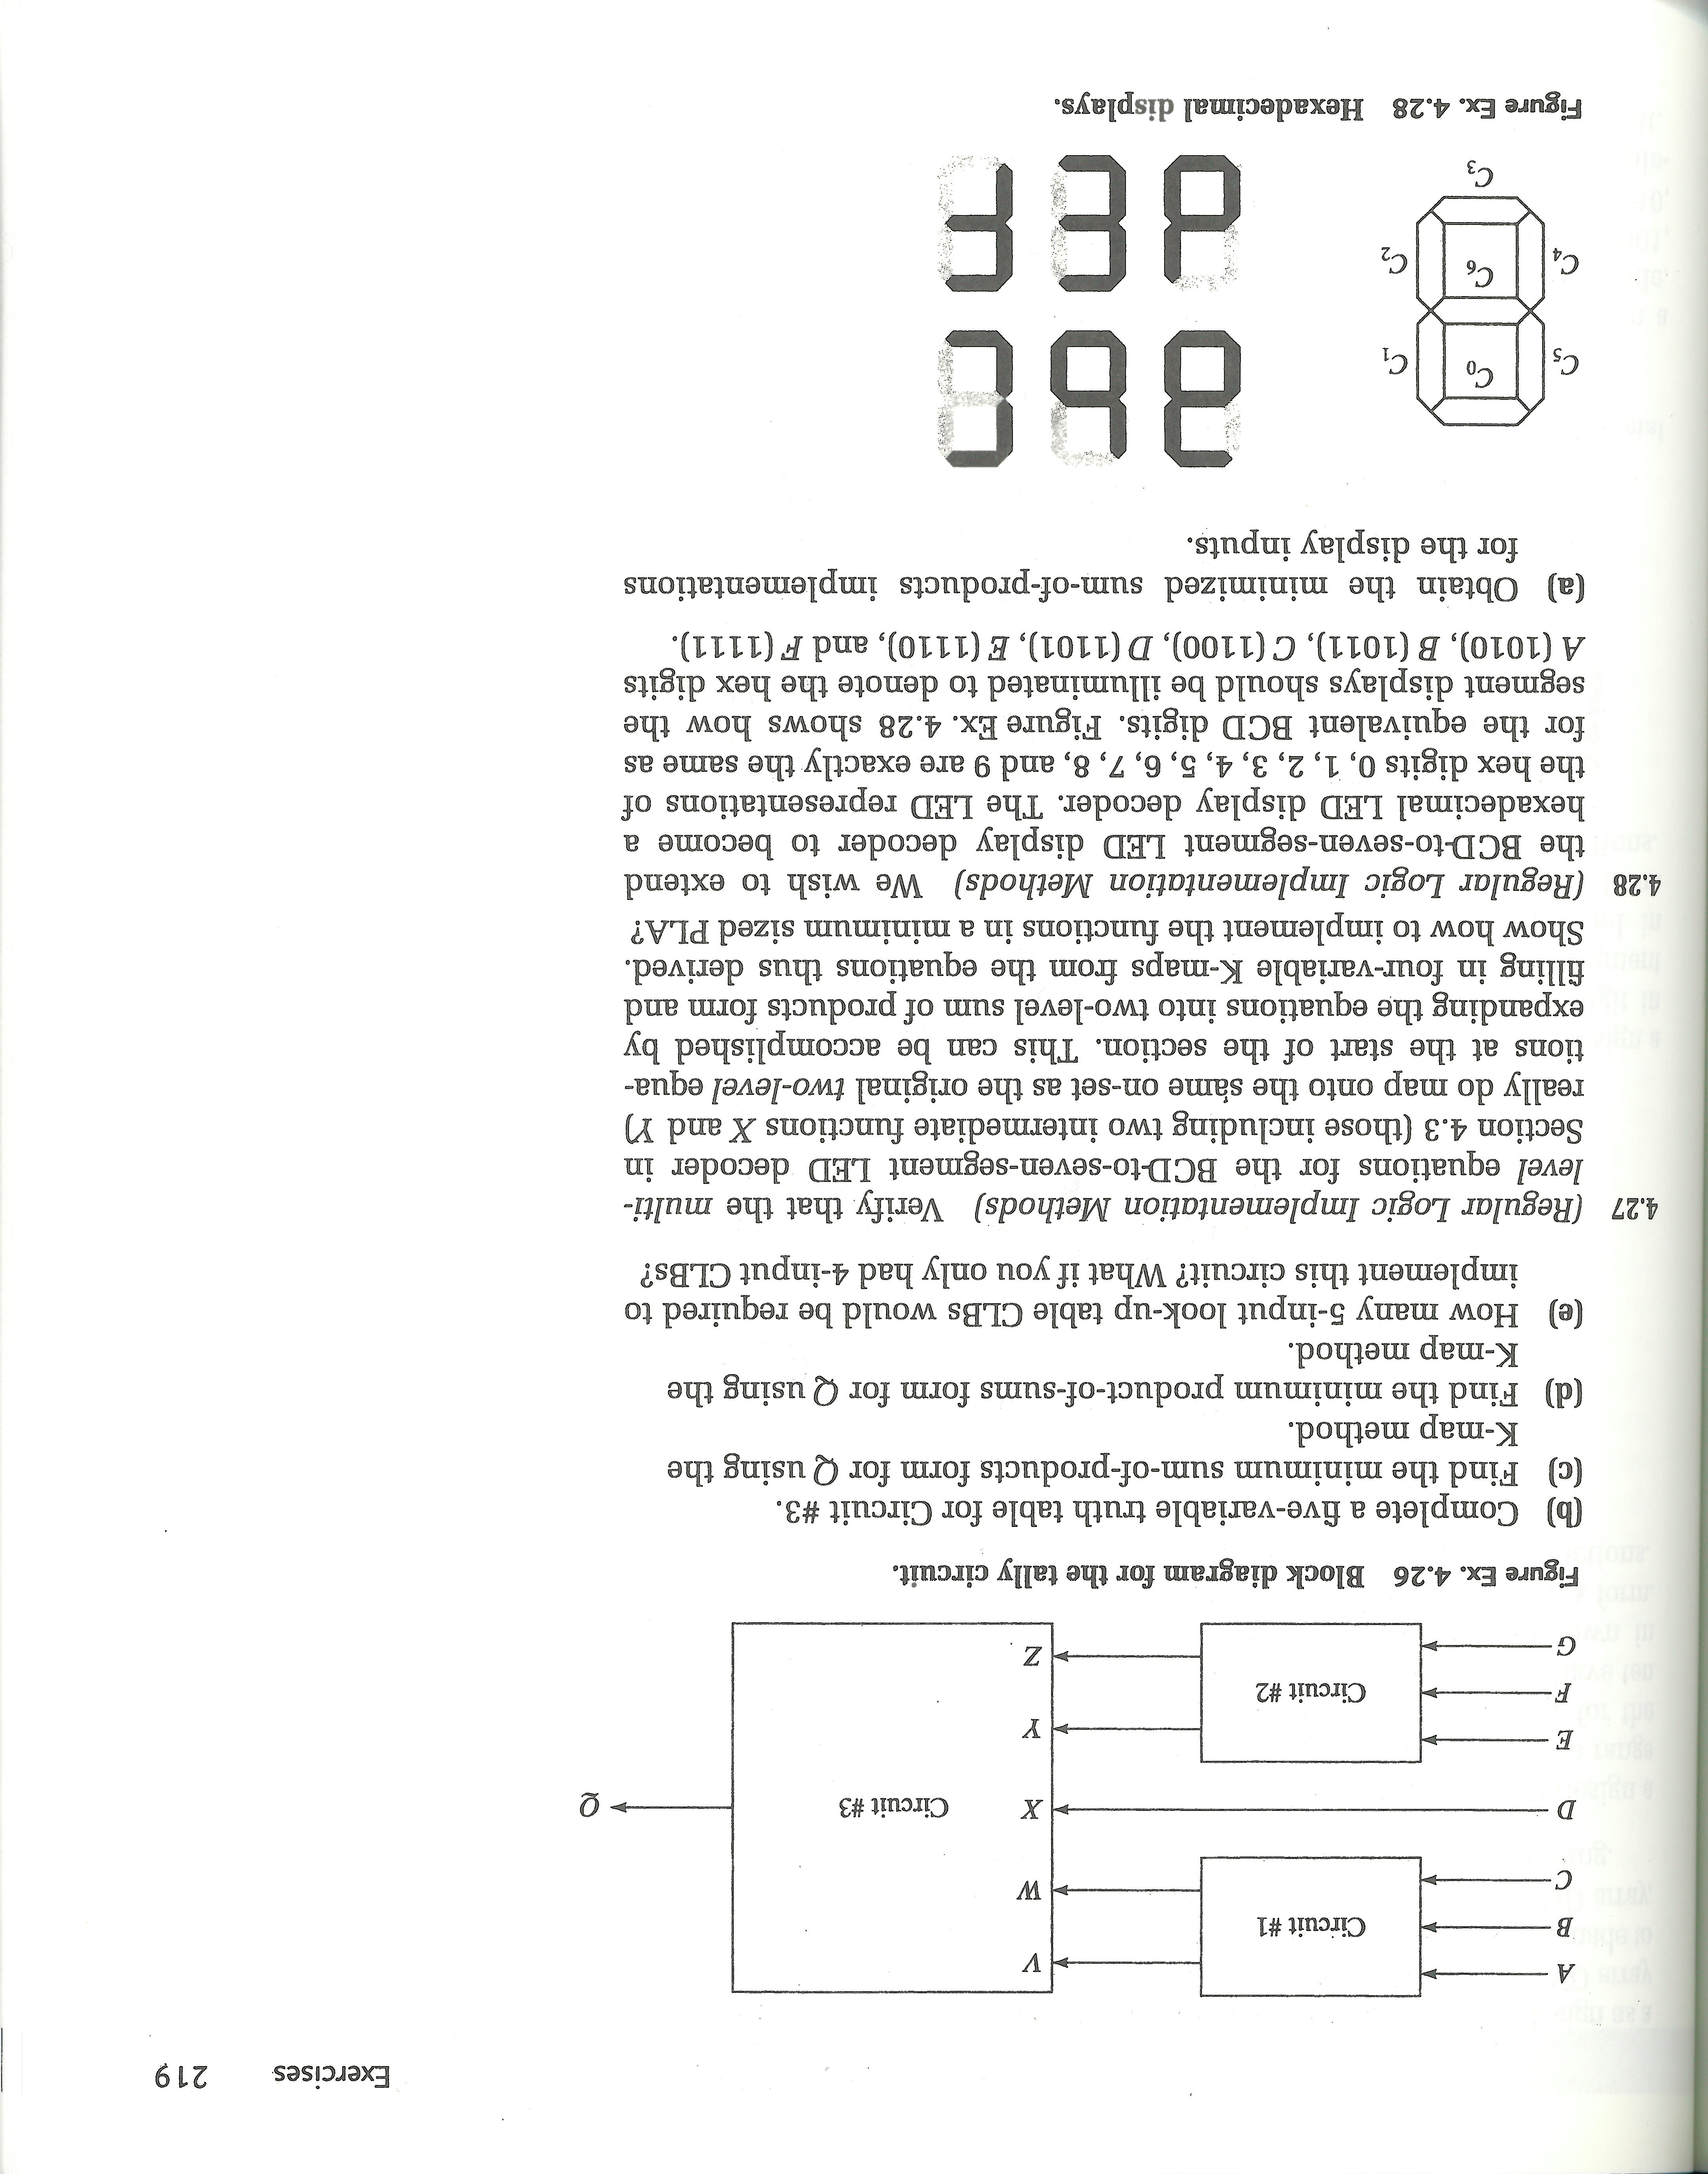 Exercises 219
A
B
C
D
E
F
G
Circuit #1
Circuit #2
V
W
X
Y
Z
Circuit #3
Q
Figure Ex. 4.26 Block diagram for the tally circuit.
(b) Complete a five-variable truth table for Circuit #3.
(c) Find the minimum sum-of-products form for Q using the
K-map method.
(d) Find the minimum product-of-sums form for Q using the
K-map method.
(e) How many 5-input look-up table CLBs would be required to
implement this circuit? What if you only had 4-input CLBs?
4.27 (Regular Logic Implementation Methods) Verify that the multi-
level equations for the BCD-to-seven-segment LED decoder in
Section 4.3 (those including two intermediate functions X and Y)
really do map onto the same on-set as the original two-level equa-
tions at the start of the section. This can be accomplished by
expanding the equations into two-level sum of products form and
filling in four-variable K-maps from the equations thus derived.
Show how to implement the functions in a minimum sized PLA?
4.28 (Regular Logic Implementation Methods) We wish to extend
the BCD-to-seven-segment LED display decoder to become a
hexadecimal LED display decoder. The LED representations of
the hex digits 0, 1, 2, 3, 4, 5, 6, 7, 8, and 9 are exactly the same as
for the equivalent BCD digits. Figure Ex. 4.28 shows how the
segment displays should be illuminated to denote the hex digits
A (1010), B (1011), C (1100), D (1101), E (1110), and F (1111).
(a) Obtain the minimized sum-of-products implementations
for the display inputs.
C5 C0 C1
C4 C6 C2
C3
a b C
d E F
Figure Ex. 4.28 Hexadecimal displays.